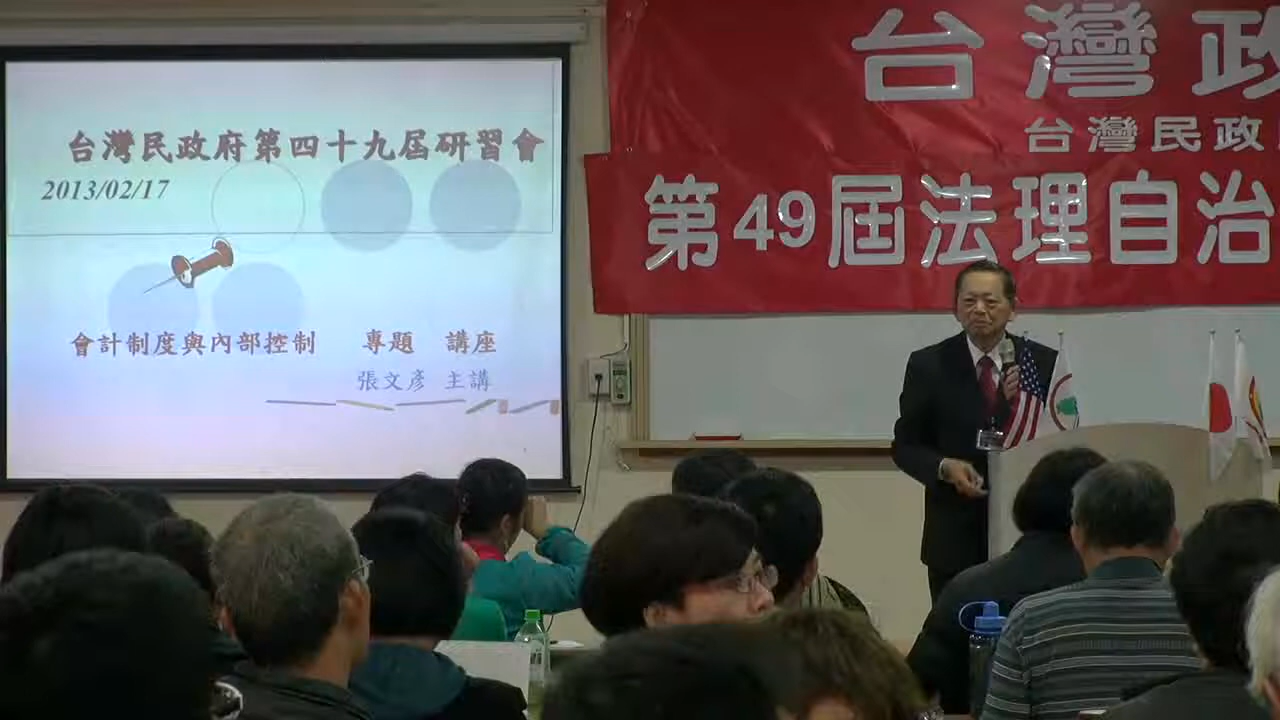 台灣民政府第四十九屆研習會
2013/02/17
會計制度與內部控制 專題 講座
張文彥 主講
台灣政
台灣民政
第49屆法理自治